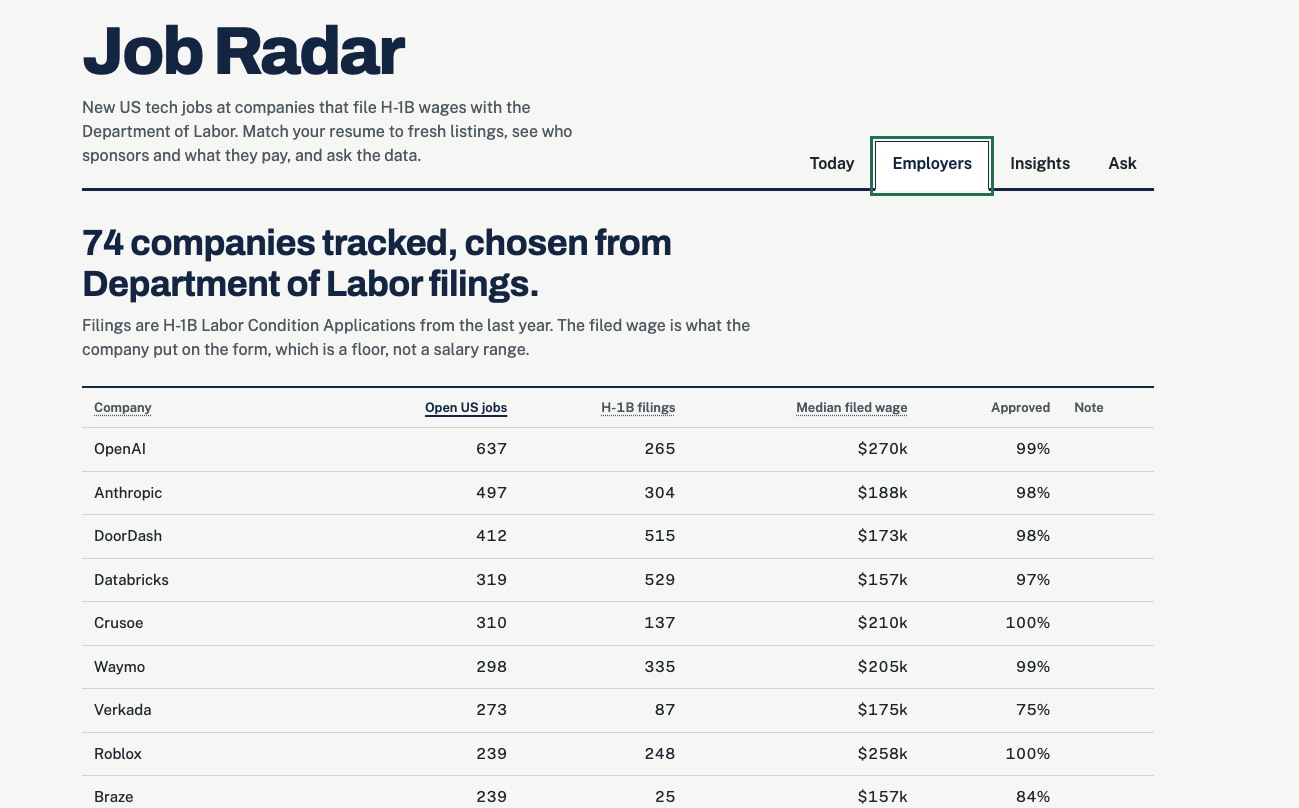 Job Radar
New US tech jobs at companies that file H-1B wages with the
Department of Labor. Match your resume to fresh listings, see who
sponsors and what they pay, and ask the data.
Today Employers Insights Ask
74 companies tracked, chosen from
Department of Labor filings.
Filings are H-1B Labor Condition Applications from the last year. The filed wage is what the
company put on the form, which is a floor, not a salary range.
Company Open US jobs H-1B filings Median filed wage Approved Note
OpenAI 637 265 $270k 99%
Anthropic 497 304 $188k 98%
DoorDash 412 515 $173k 98%
Databricks 319 529 $157k 97%
Crusoe 310 137 $210k 100%
Waymo 298 335 $205k 99%
Verkada 273 87 $175k 75%
Roblox 239 248 $258k 100%
Braze 239 25 $157k 84%